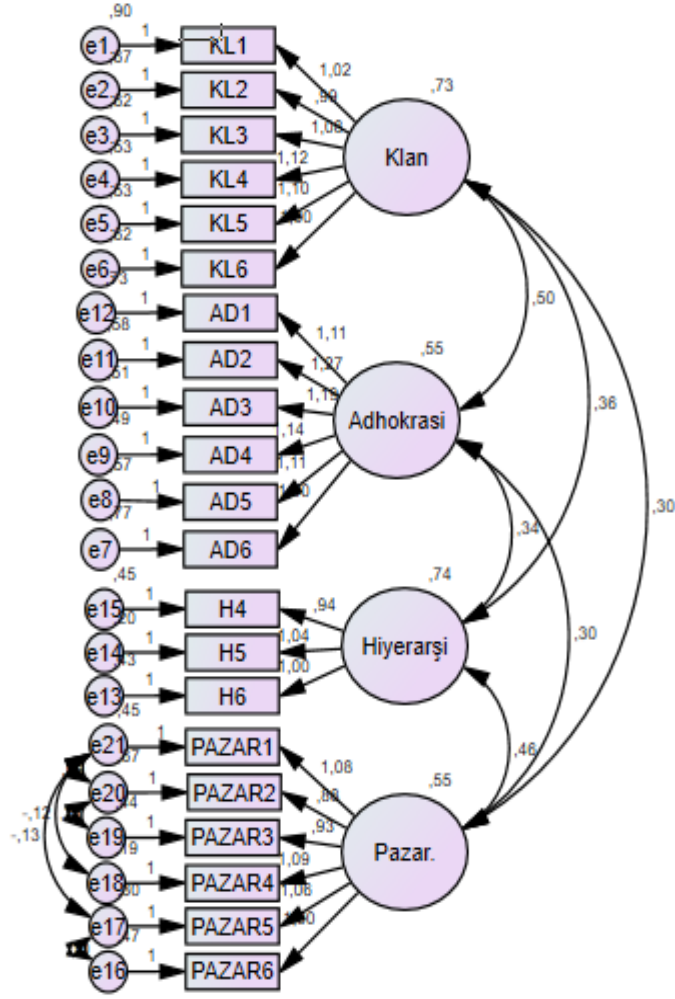 ,90
e1 1 KL1
1,02
e2 1 KL2
e3 1 KL3
1,12
e4 1 KL4
1,10
e5 1 KL5
e6 1 KL6
Klan ,73
e12 1 AD1
1,11
e11 1 AD2
e10 1 AD3
e9 1 AD4
,14
e8 1 AD5
1,11
e7 1 AD6
Adhokrasi ,55
,50
,36
,30
,34
,30
,45
e15 1 H4
,94
e14 1 H5
1,04
e13 1 H6
1,00
Hiyerarşi ,74
,46
,45
e21 1 PAZAR1
1,08
e20 1 PAZAR2
e19 1 PAZAR3
,93
e18 1 PAZAR4
1,09
e17 1 PAZAR5
e16 1 PAZAR6
Pazar. ,55
-,12
-,13